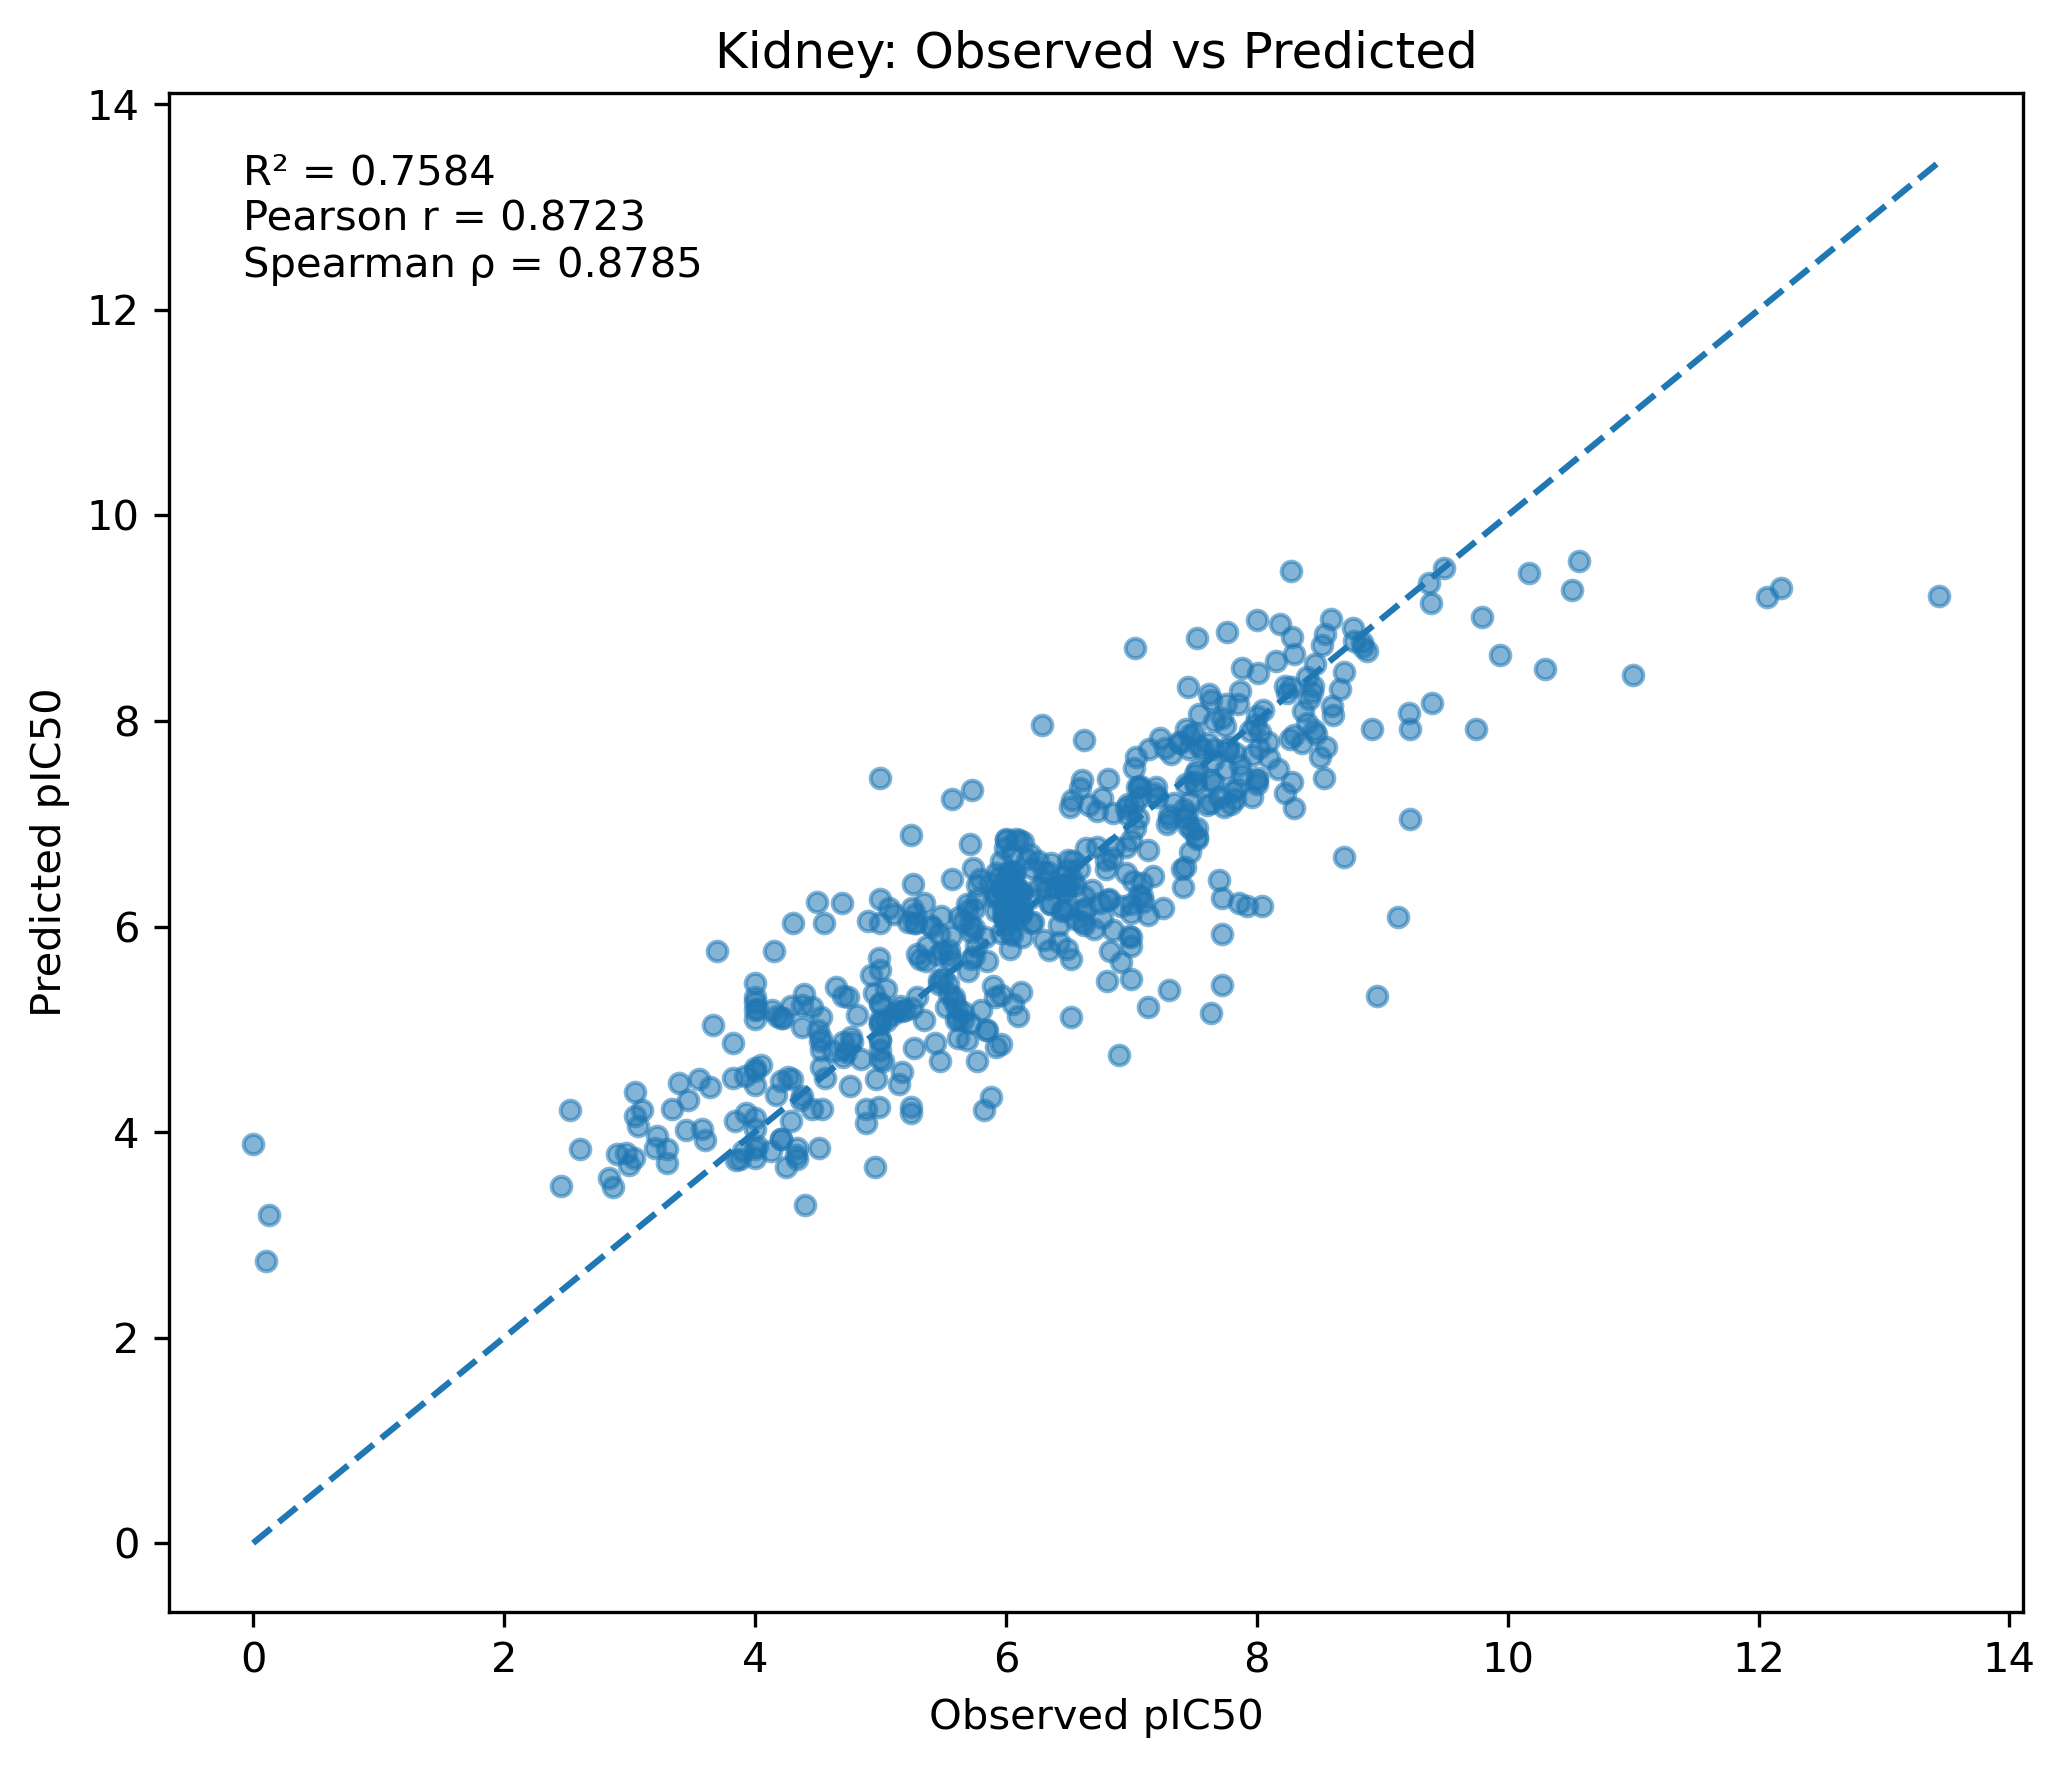 Kidney: Observed vs Predicted
R² = 0.7584
Pearson r = 0.8723
Spearman ρ = 0.8785
14
12
10
8
6
4
2
0
Predicted pIC50
0 2 4 6 8 10 12 14
Observed pIC50